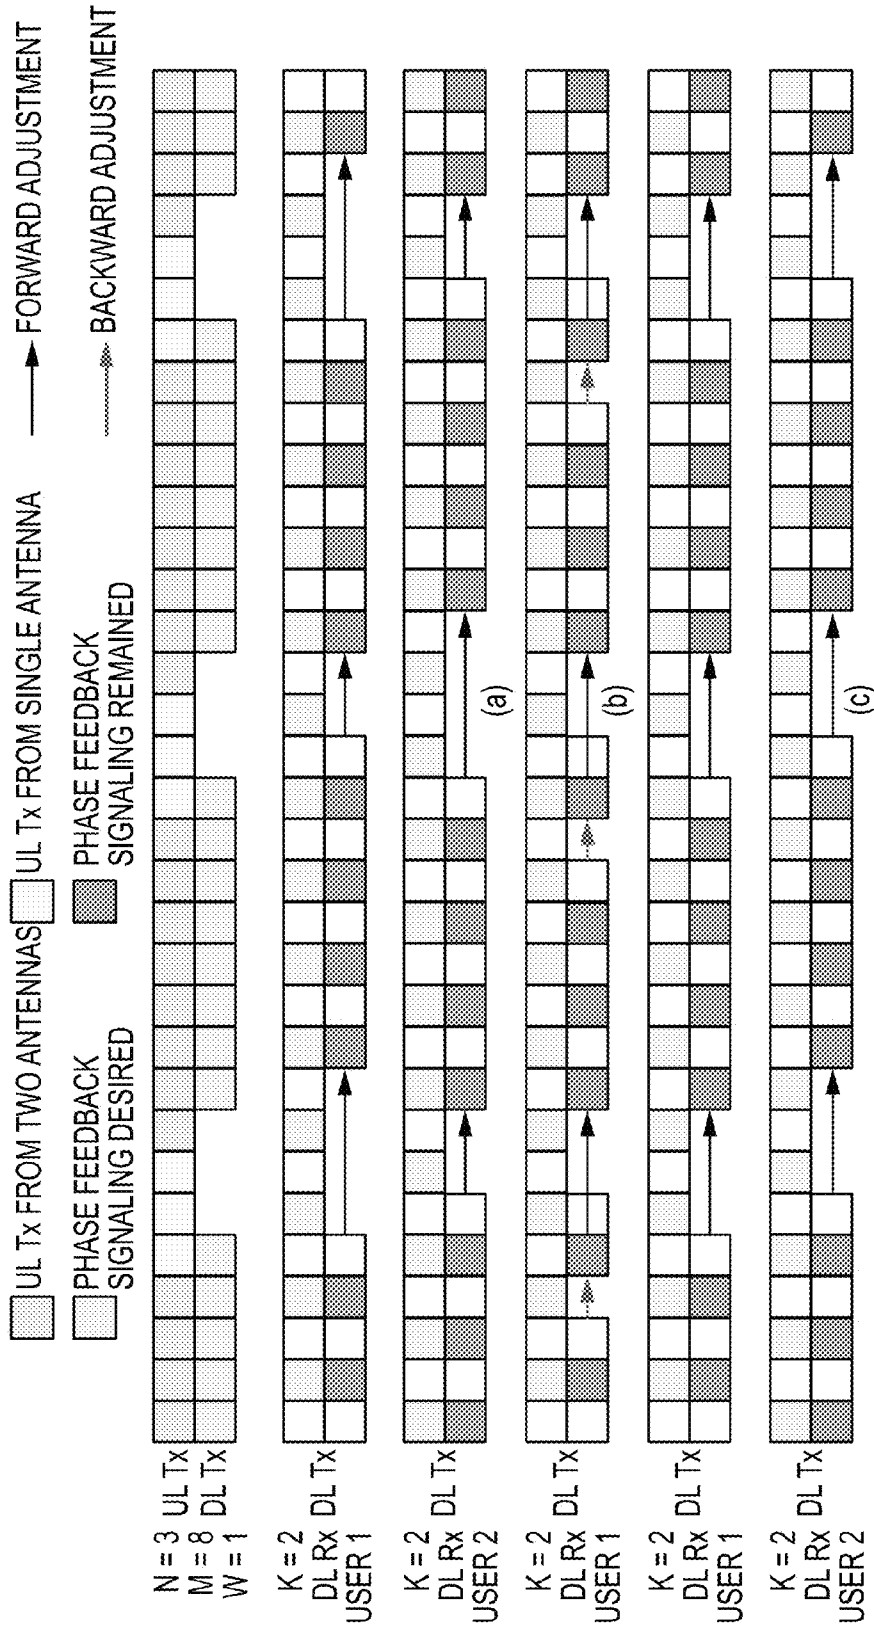 UL Tx FROM TWO ANTENNAS
UL Tx FROM SINGLE ANTENNA
FORWARD ADJUSTMENT
PHASE FEEDBACK
SIGNALING DESIRED
PHASE FEEDBACK
SIGNALING REMAINED
BACKWARD ADJUSTMENT
N = 3 UL Tx
M = 8 DL Tx
W = 1
K = 2
DL Tx
DL Rx
USER 1
K = 2
DL Tx
DL Rx
USER 2
(a)
K = 2
DL Tx
DL Rx
USER 1
(b)
K = 2
DL Tx
DL Rx
USER 1
K = 2
DL Tx
DL Rx
USER 2
(c)